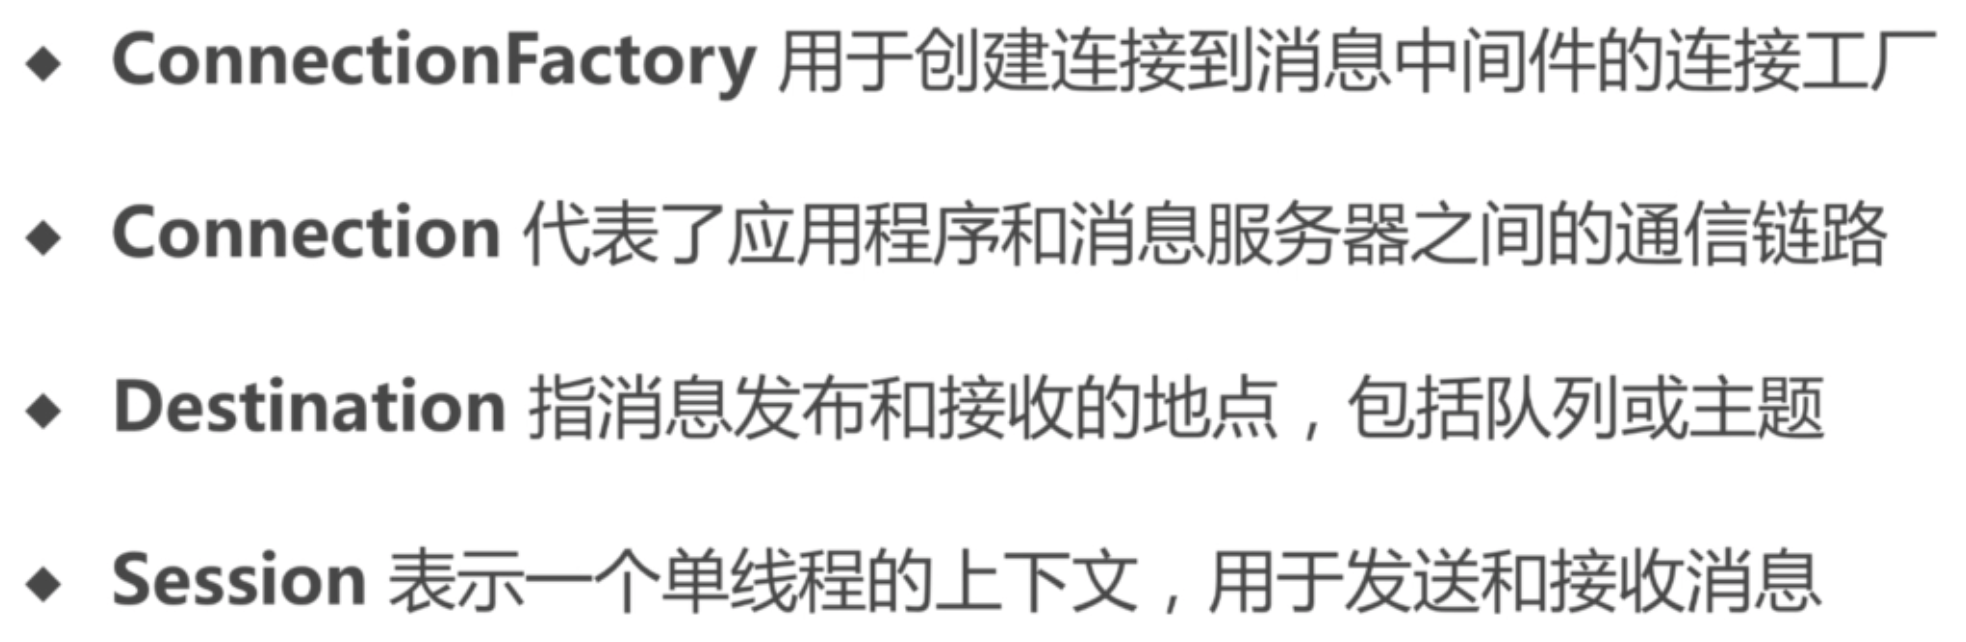 ◆ ConnectionFactory 用于创建连接到消息中间件的连接工厂
◆ Connection 代表了应用程序和消息服务器之间的通信链路
◆ Destination 指消息发布和接收的地点，包括队列或主题
◆ Session 表示一个单线程的上下文，用于发送和接收消息